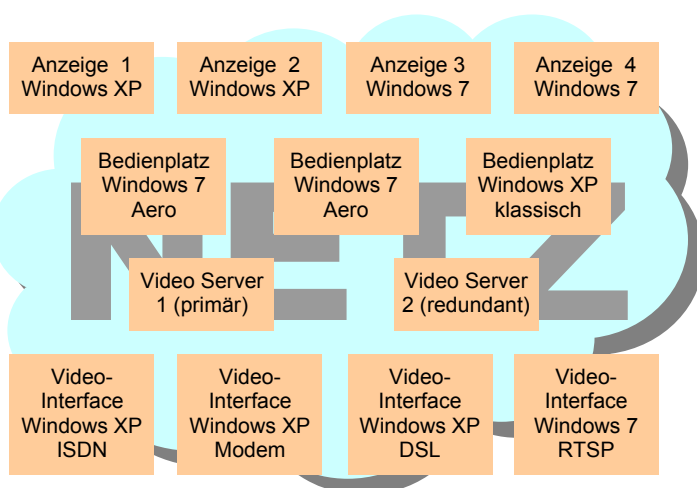 Anzeige 1
Windows XP
Anzeige 2
Windows XP
Anzeige 3
Windows 7
Anzeige 4
Windows 7
Bedienplatz
Windows 7
Aero
Bedienplatz
Windows 7
Aero
Bedienplatz
Windows XP
klassisch
NETZ
Video Server
1 (primär)
Video Server
2 (redundant)
Video-
Interface
Windows XP
ISDN
Video-
Interface
Windows XP
Modem
Video-
Interface
Windows XP
DSL
Video-
Interface
Windows 7
RTSP